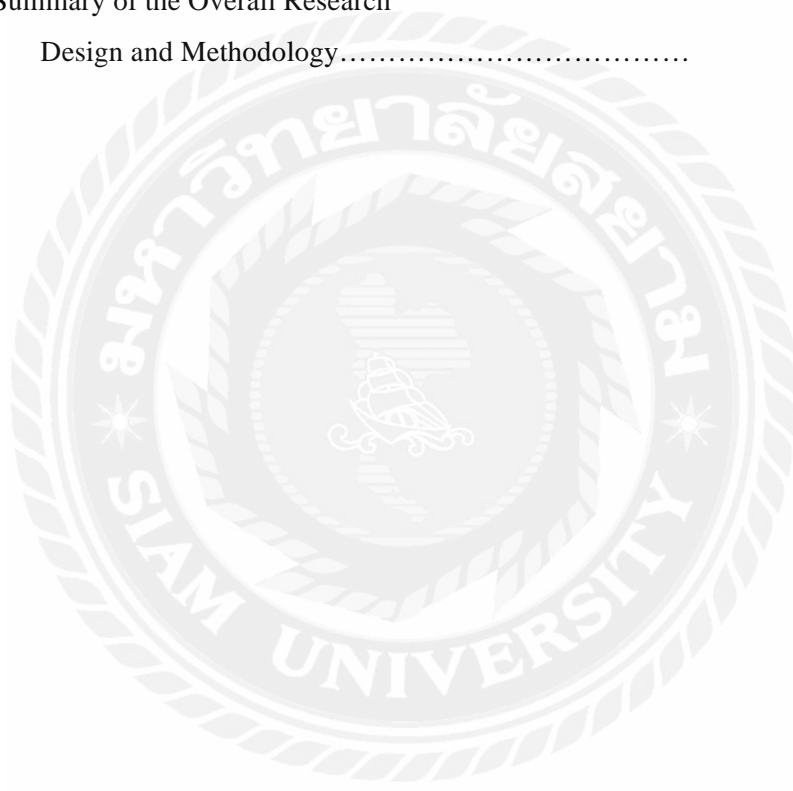 Summary of the Overall Research
Design and Methodology……………………………….
มหาวิทยาลัยสยาม
SIAM UNIVERSITY